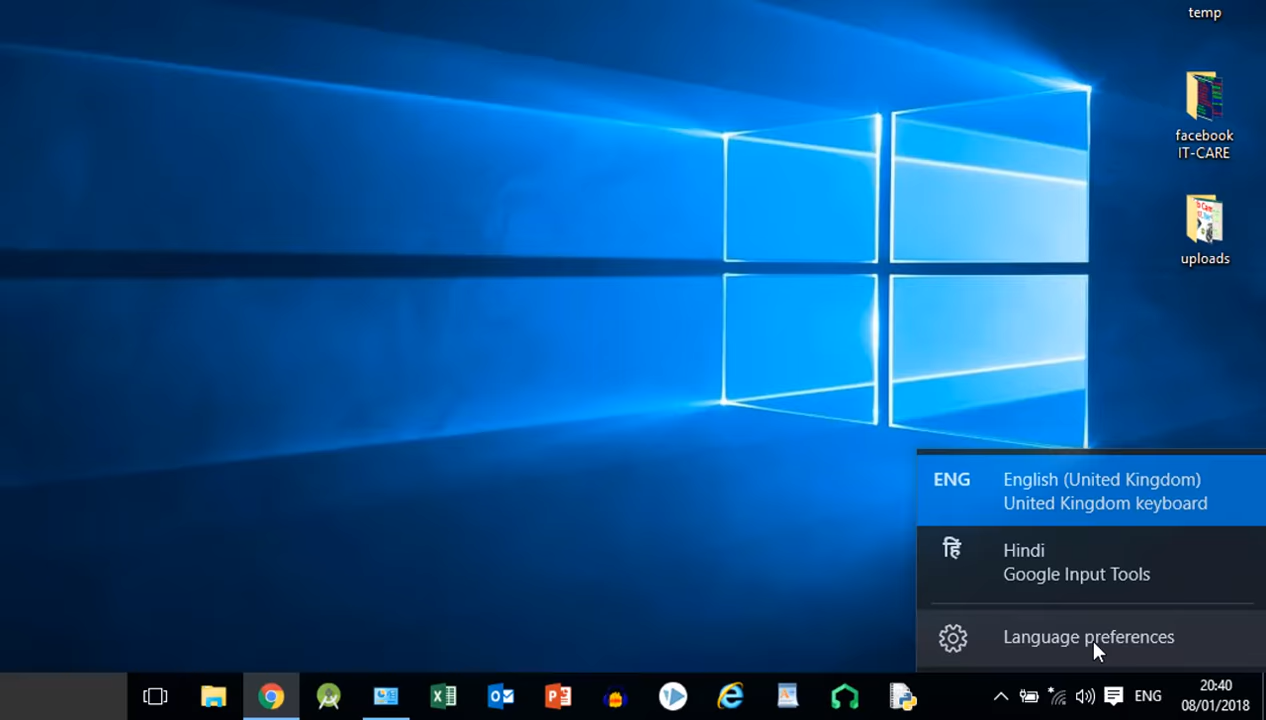 temp
facebook
IT-CARE
uploads
ENG
English (United Kingdom)
United Kingdom keyboard
हि
Hindi
Google Input Tools
Language preferences
ENG
20:40
08/01/2018